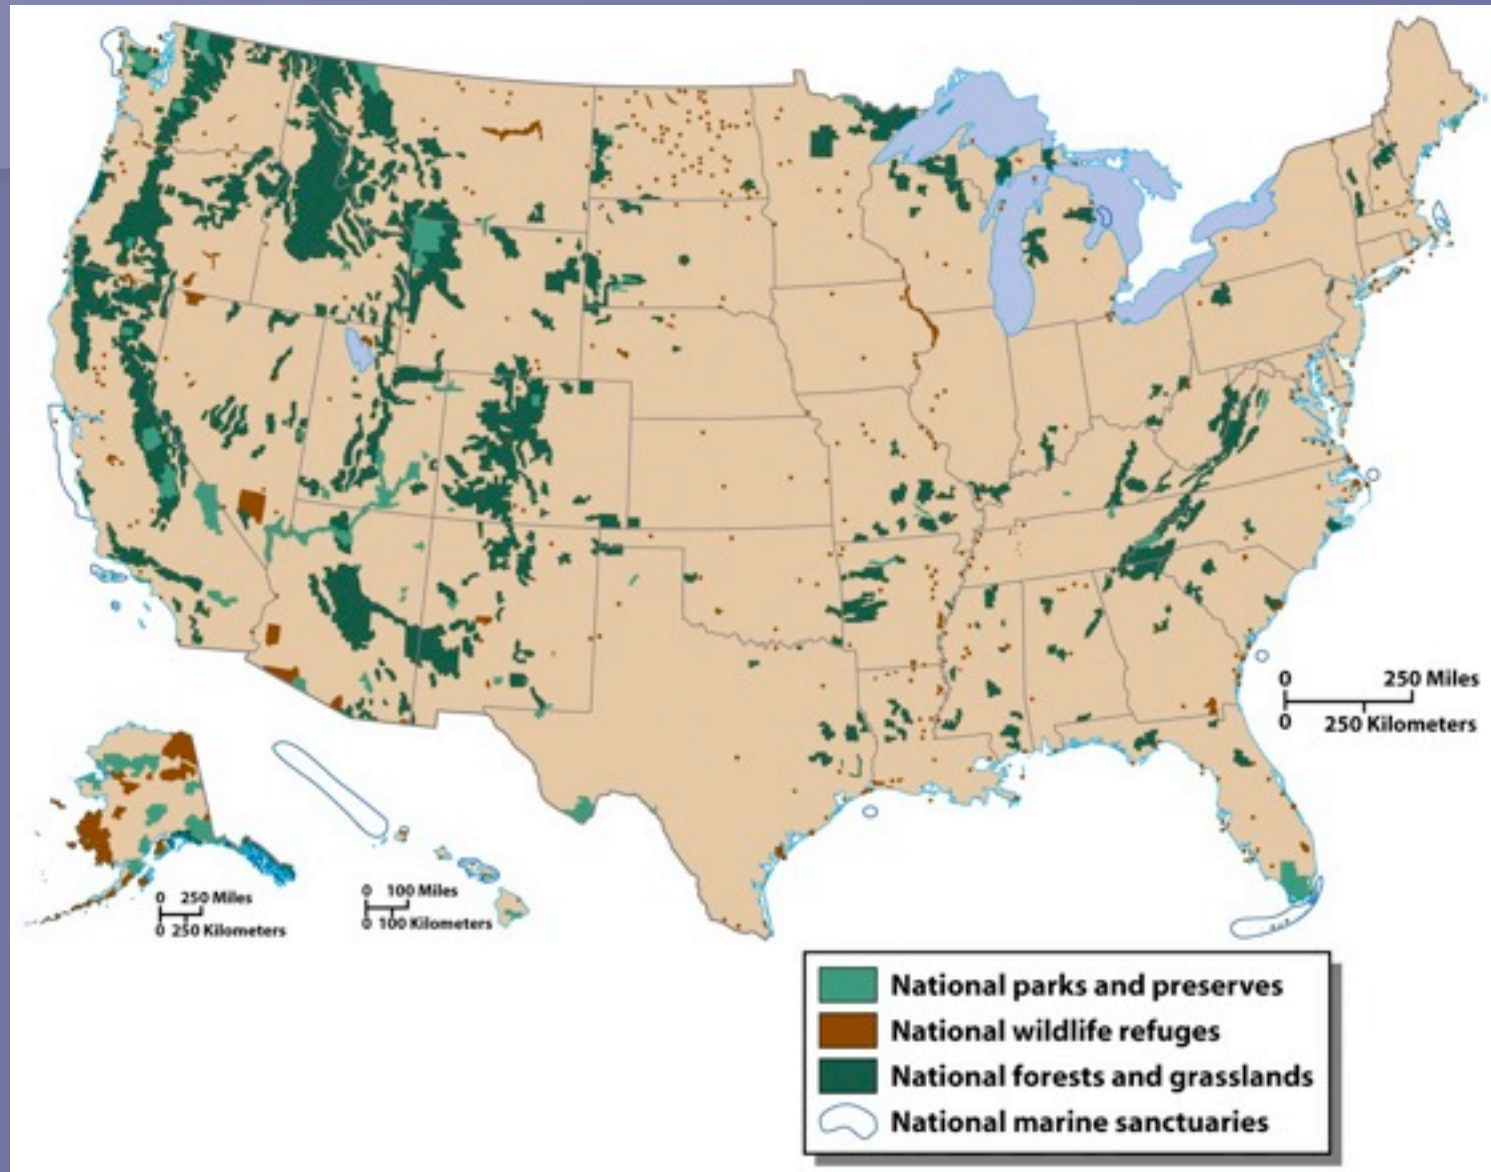 0 250 Miles
0 250 Kilometers
0 250 Miles
0 250 Kilometers
0 100 Miles
0 100 Kilometers
National parks and preserves
National wildlife refuges
National forests and grasslands
National marine sanctuaries